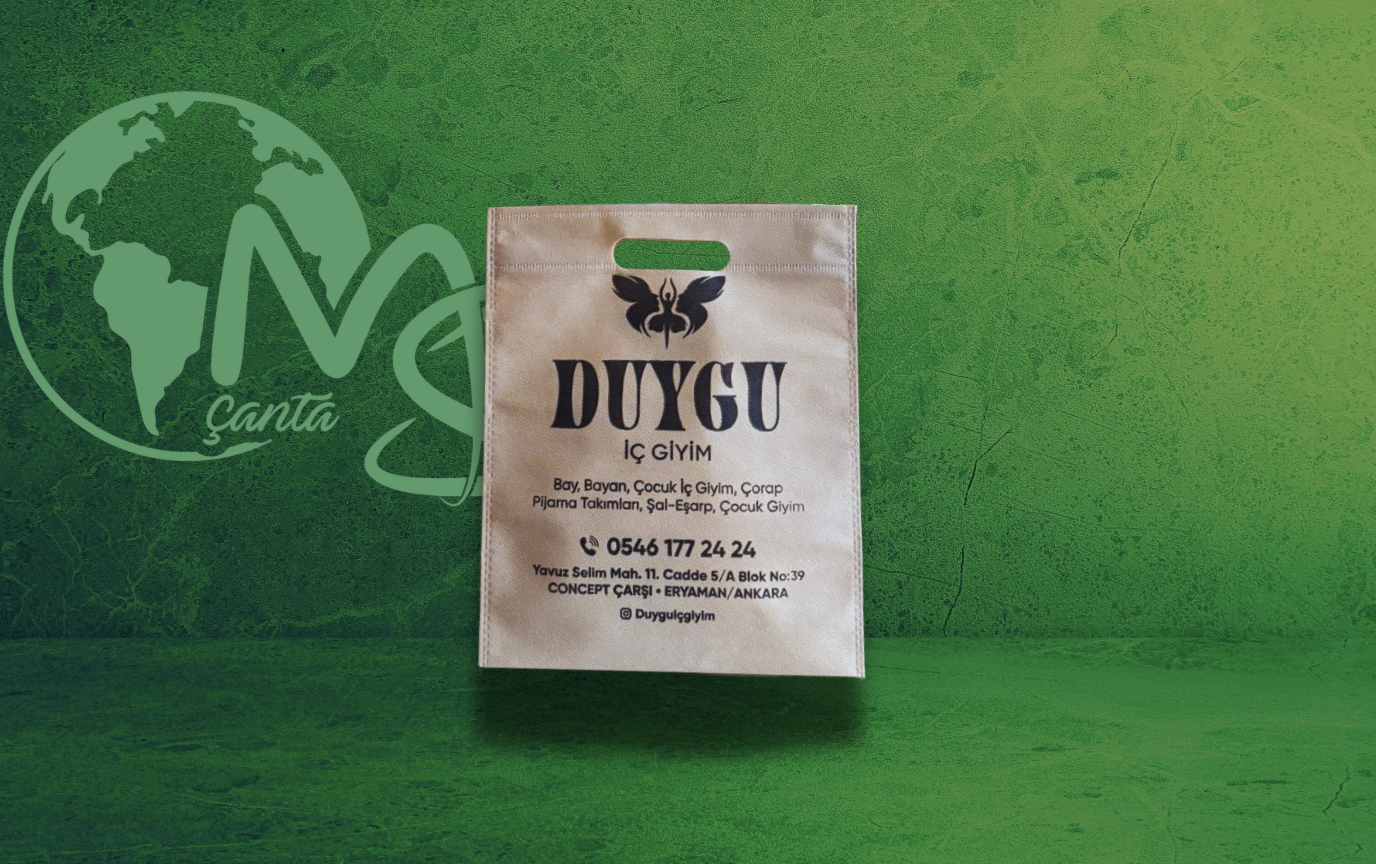 MS
çanta
DUYGU
İÇ GİYİM
Bay, Bayan, Çocuk İç Giyim, Çorap
Pijama Takımları, Şal-Eşarp, Çocuk Giyim
0546 177 24 24
Yavuz Selim Mah. 11. Cadde 5/A Blok No:39
CONCEPT ÇARŞI • ERYAMAN/ANKARA
Duyguiçgiyim